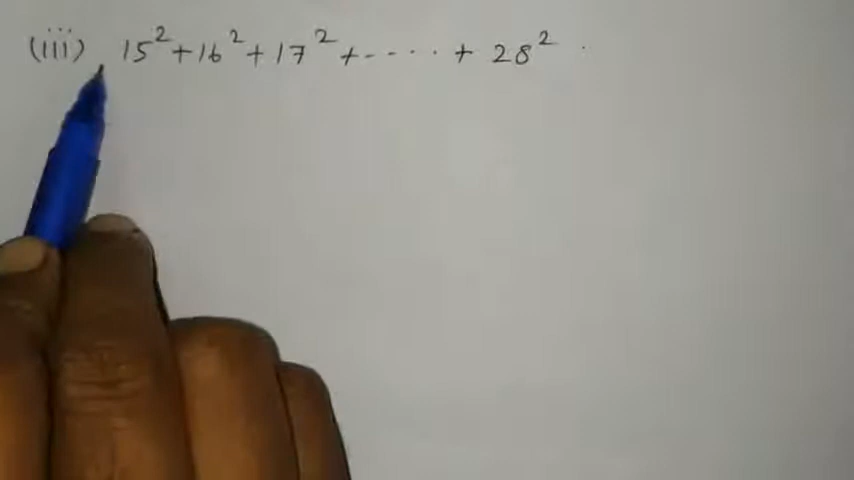 (iii) 15² + 16² + 17² + ----- + 28² .